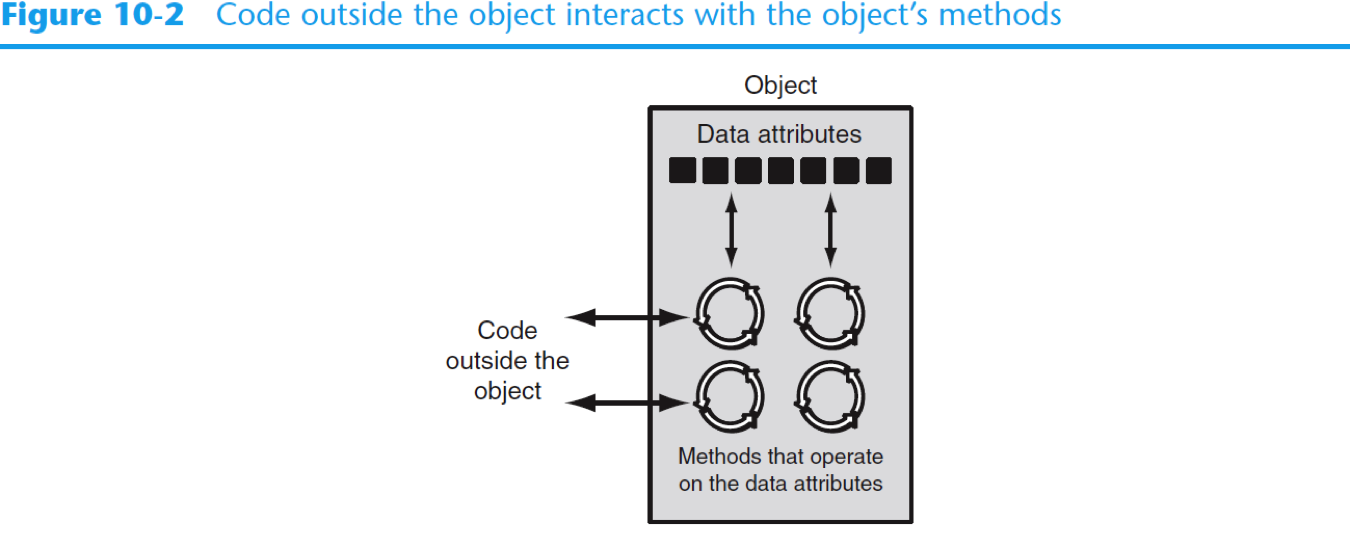 Figure 10-2 Code outside the object interacts with the object’s methods
Object
Data attributes
Code
outside the
object
Methods that operate
on the data attributes